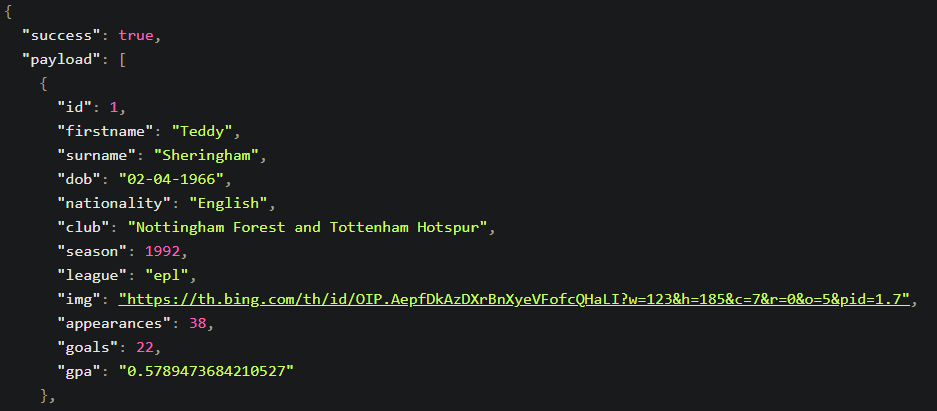 {
"success": true,
"payload": [
{
"id": 1,
"firstname": "Teddy",
"surname": "Sheringham",
"dob": "02-04-1966",
"nationality": "English",
"club": "Nottingham Forest and Tottenham Hotspur",
"season": 1992,
"league": "epl",
"img": "https://th.bing.com/th/id/OIP.AepfDkAzDXrBnXyeVFofcQHaLI?w=123&h=185&c=7&r=0&o=5&pid=1.7",
"appearances": 38,
"goals": 22,
"gpa": "0.5789473684210527"
},